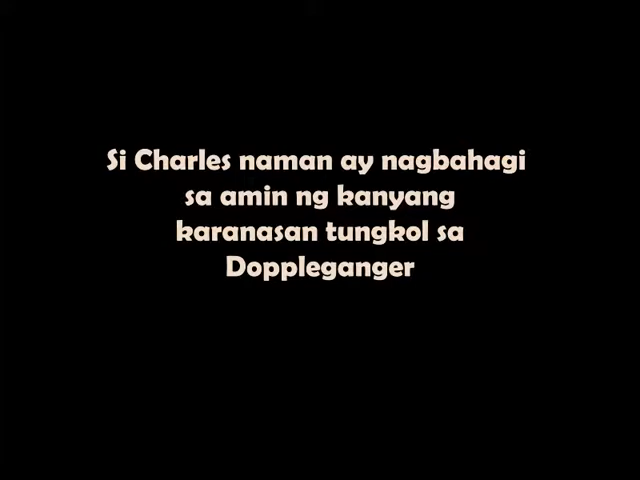 Si Charles naman ay nagbahagi
sa amin ng kanyang
karanasan tungkol sa
Doppleganger